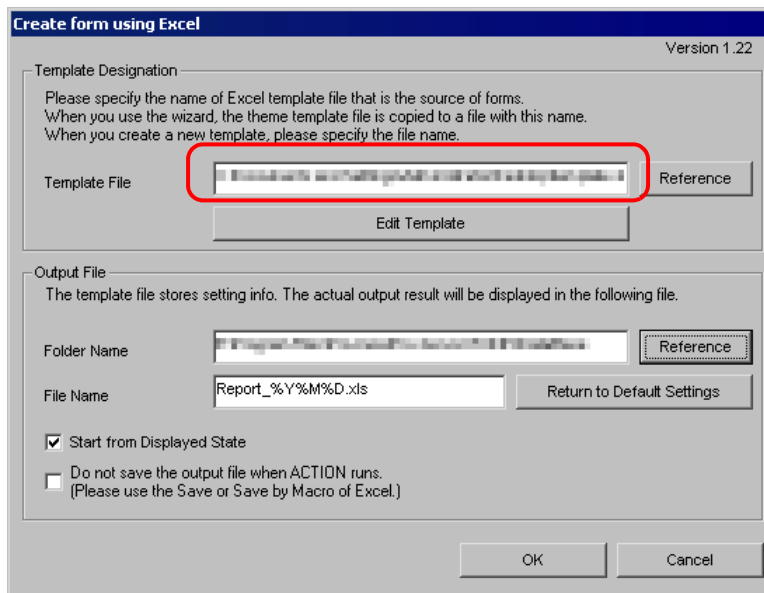 Create form using Excel
Version 1.22
Template Designation
Please specify the name of Excel template file that is the source of forms.
When you use the wizard, the theme template file is copied to a file with this name.
When you create a new template, please specify the file name.
Template File
Reference
Edit Template
Output File
The template file stores setting info. The actual output result will be displayed in the following file.
Folder Name
Reference
File Name
Report_%Y%M%D.xls
Return to Default Settings
Start from Displayed State
Do not save the output file when ACTION runs.
(Please use the Save or Save by Macro of Excel.)
OK
Cancel